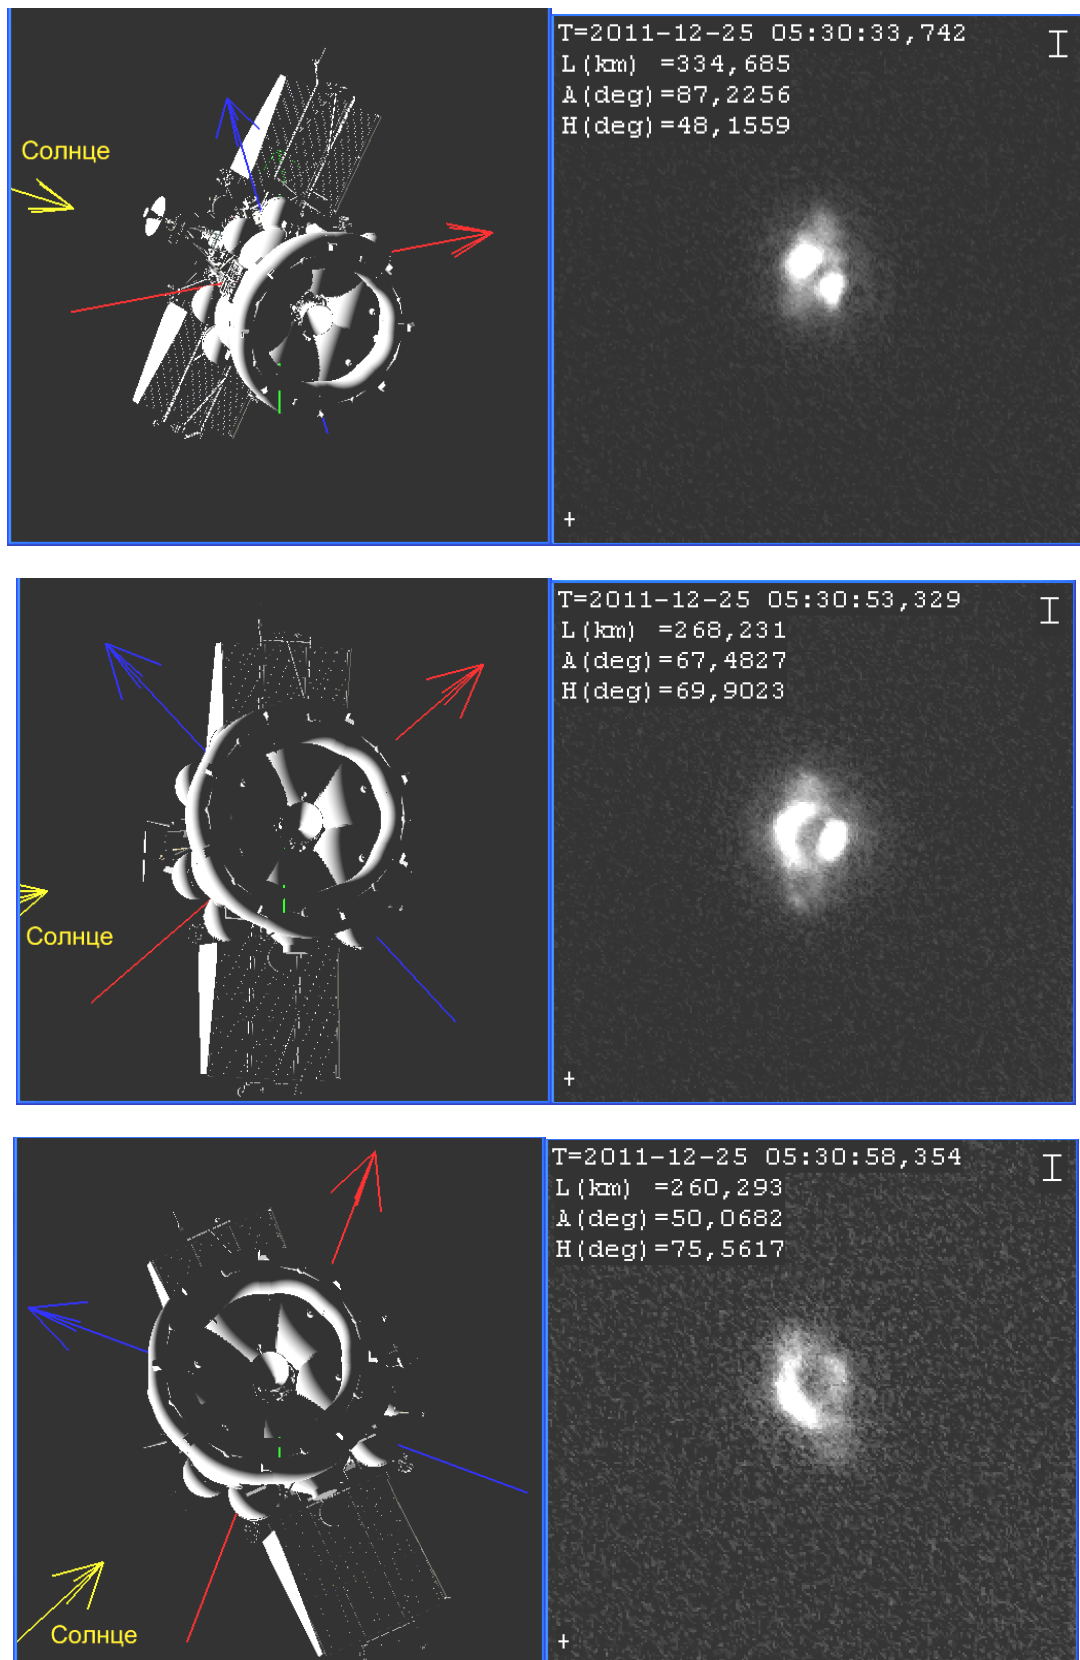 Солнце
T=2011-12-25 05:30:33,742
L(km) =334,685
A(deg)=87,2256
H(deg)=48,1559
Солнце
T=2011-12-25 05:30:53,329
L(km) =268,231
A(deg)=67,4827
H(deg)=69,9023
Солнце
T=2011-12-25 05:30:58,354
L(km) =260,293
A(deg)=50,0682
H(deg)=75,5617